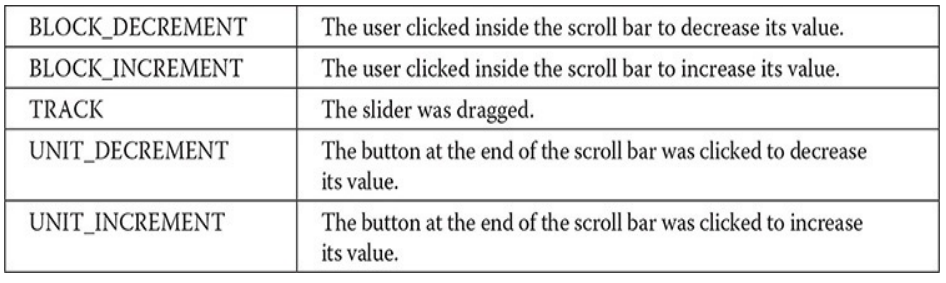 BLOCK_DECREMENT The user clicked inside the scroll bar to decrease its value.
BLOCK_INCREMENT The user clicked inside the scroll bar to increase its value.
TRACK The slider was dragged.
UNIT_DECREMENT The button at the end of the scroll bar was clicked to decrease
its value.
UNIT_INCREMENT The button at the end of the scroll bar was clicked to increase
its value.